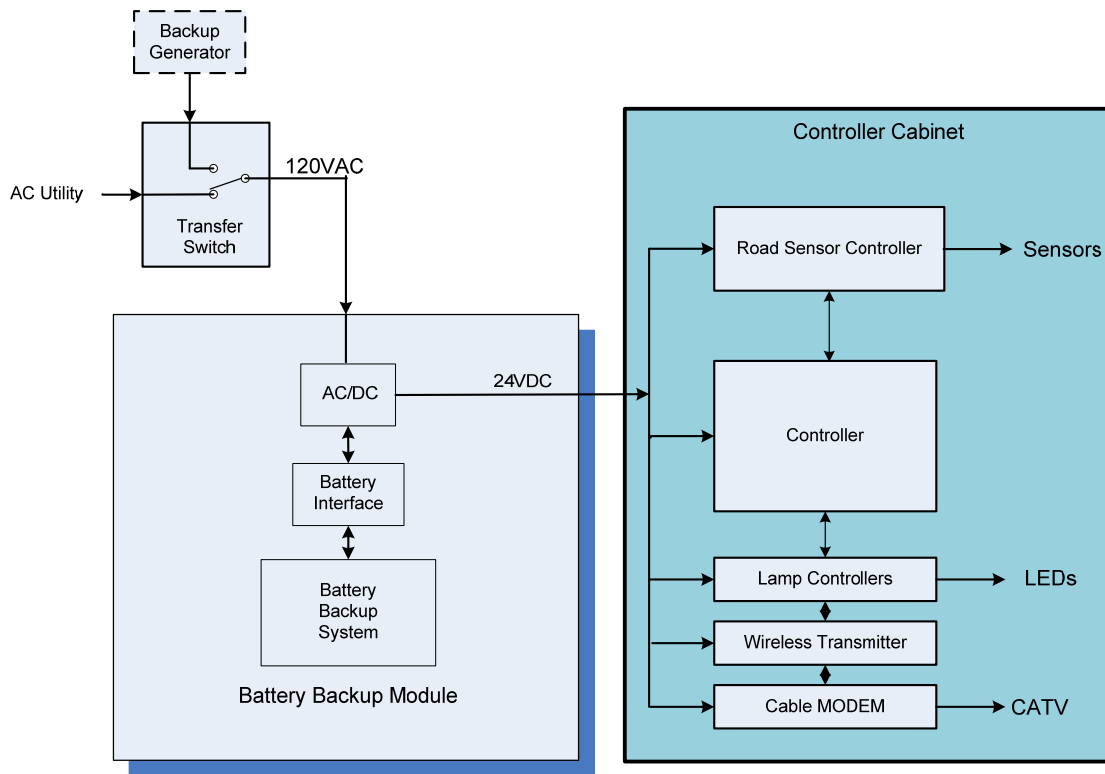 Backup
Generator
120VAC
AC Utility
Transfer
Switch
Controller Cabinet
Road Sensor Controller
Sensors
24VDC
AC/DC
Controller
Battery
Interface
Battery
Backup
System
Lamp Controllers
LEDs
Wireless Transmitter
Cable MODEM
CATV
Battery Backup Module